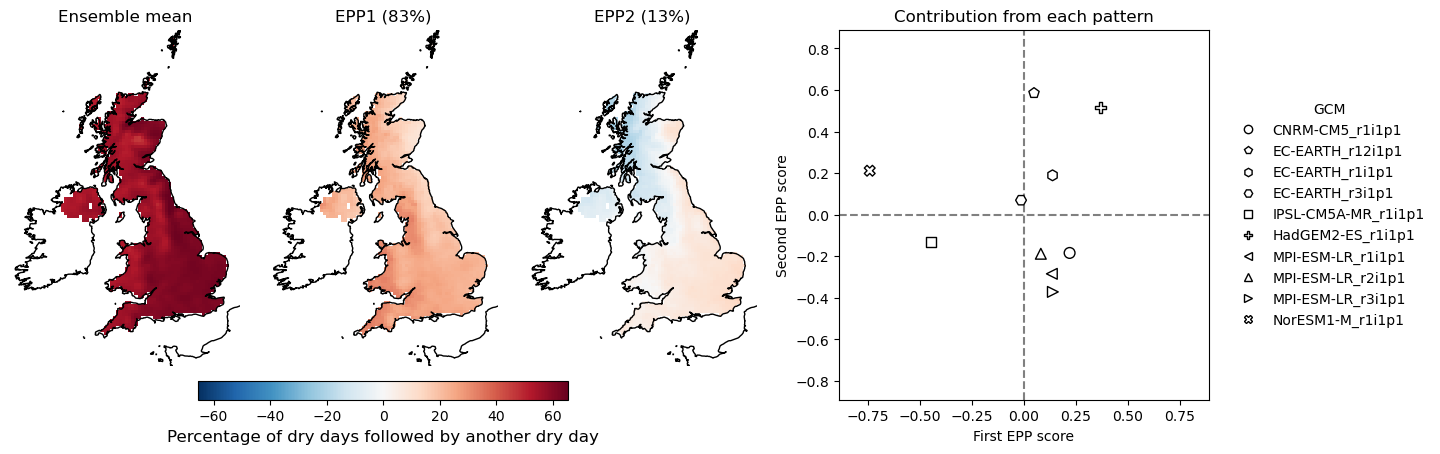 Ensemble mean
EPP1 (83%)
EPP2 (13%)
−60 −40 −20 0 20 40 60
Percentage of dry days followed by another dry day
Contribution from each pattern
Second EPP score
0.8
0.6
0.4
0.2
0.0
−0.2
−0.4
−0.6
−0.8
−0.75 −0.50 −0.25 0.00 0.25 0.50 0.75
First EPP score
GCM
CNRM-CM5_r1i1p1
EC-EARTH_r12i1p1
EC-EARTH_r1i1p1
EC-EARTH_r3i1p1
IPSL-CM5A-MR_r1i1p1
HadGEM2-ES_r1i1p1
MPI-ESM-LR_r1i1p1
MPI-ESM-LR_r2i1p1
MPI-ESM-LR_r3i1p1
NorESM1-M_r1i1p1